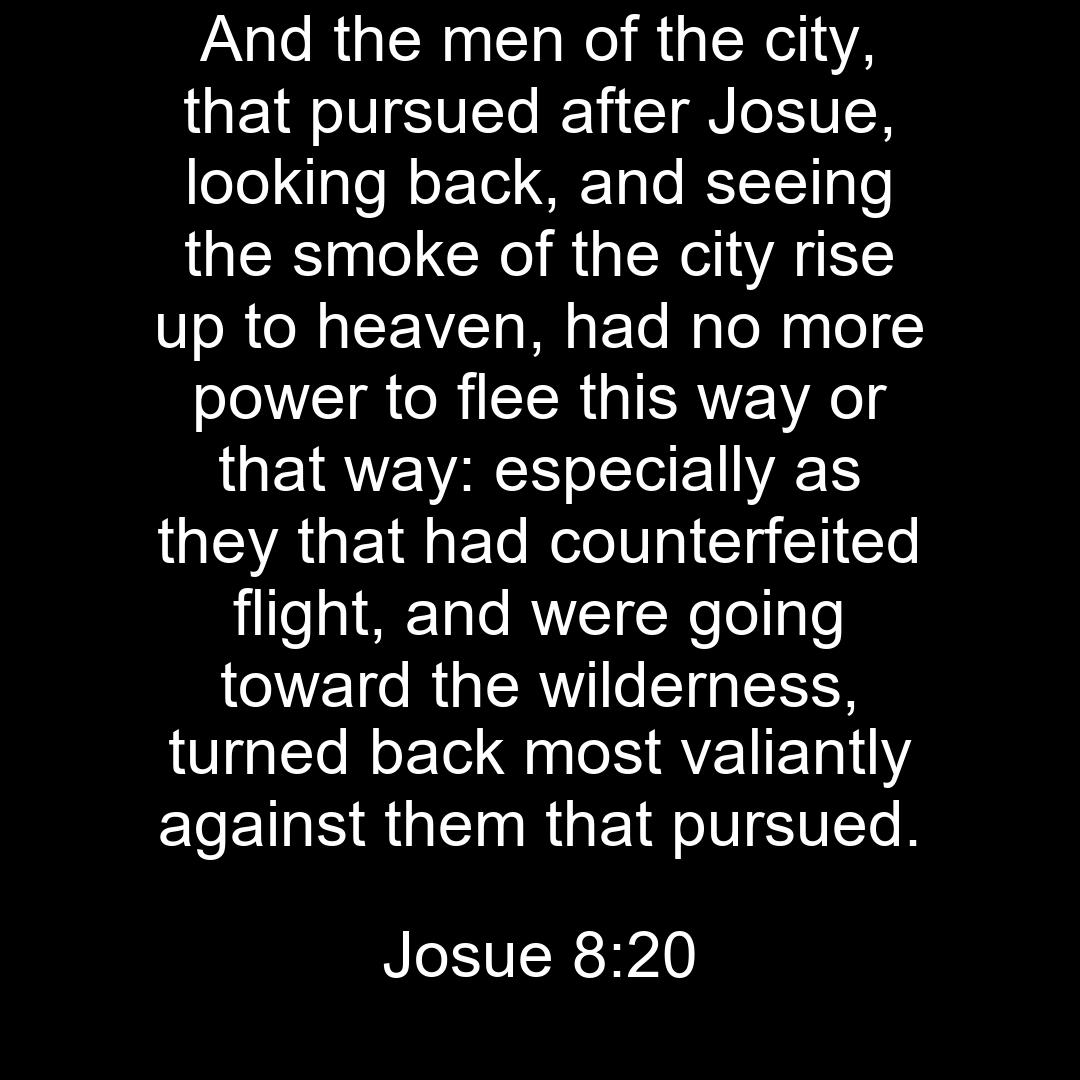 And the men of the city,
that pursued after Josue,
looking back, and seeing
the smoke of the city rise
up to heaven, had no more
power to flee this way or
that way: especially as
they that had counterfeited
flight, and were going
toward the wilderness,
turned back most valiantly
against them that pursued.
Josue 8:20